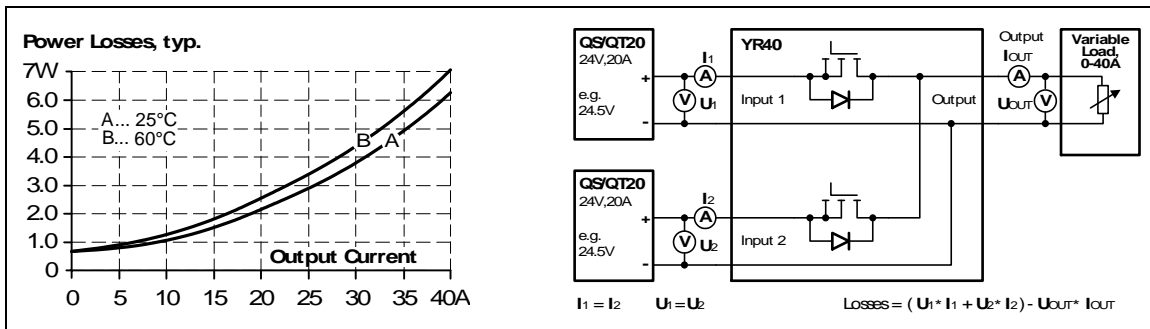 Power Losses, typ.
7W
6.0
5.0
4.0
3.0
2.0
1.0
0
A... 25°C
B... 60°C
B A
Output Current
0 5 10 15 20 25 30 35 40A
QS/QT20
24V,20A
e.g.
24.5V
+
-
I1
A
V U1
YR40
Input 1
Output
Output
IOUT
A
UOUT V
Variable
Load,
0-40A
QS/QT20
24V,20A
e.g.
24.5V
+
-
I2
A
V U2
Input 2
I1 = I2 U1=U2 Losses = ( U1* I1 + U2* I2) - UOUT* IOUT